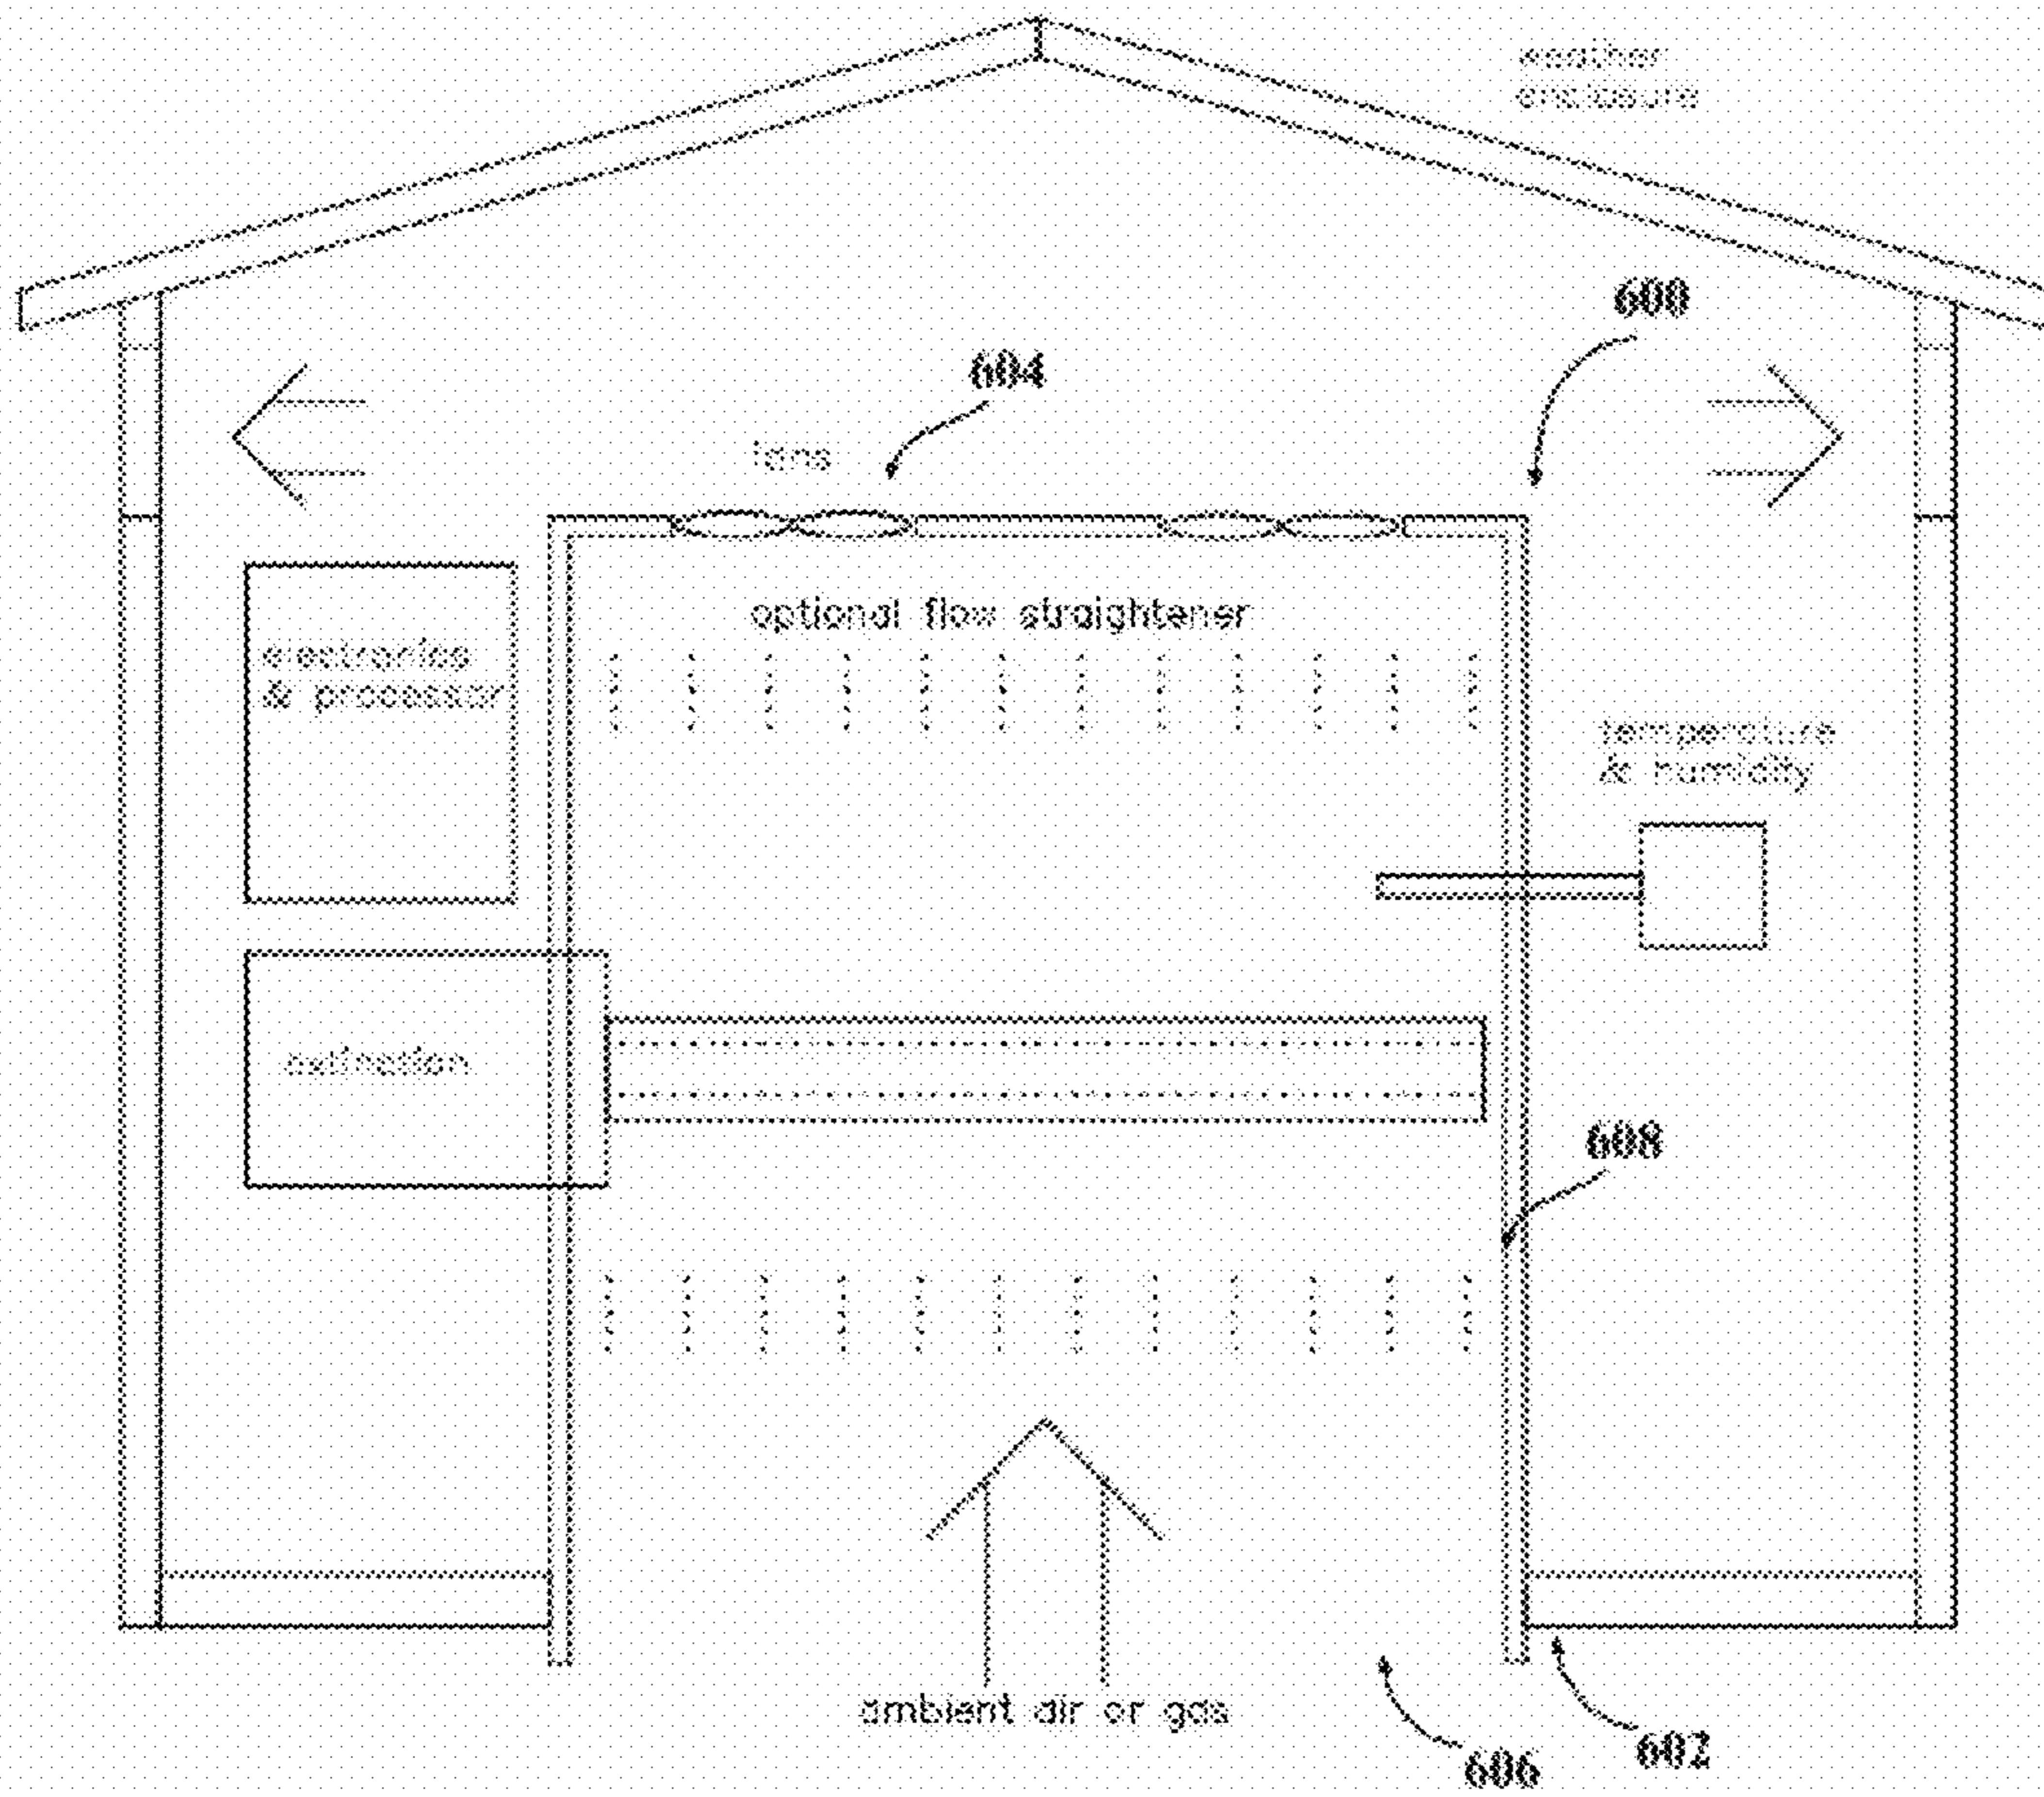 weather
enclosure
600
604
fans
optional flow straightener
electronics
& processor
temperature
& humidity
extinction
608
ambient air or gas
602
606